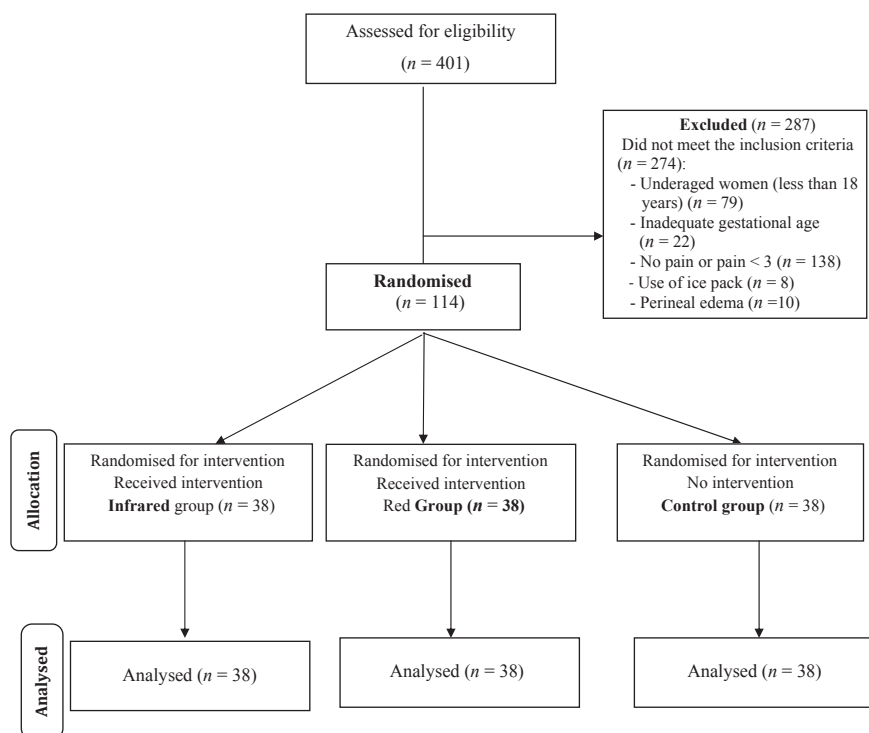 Assessed for eligibility
(n = 401)
Excluded (n = 287)
Did not meet the inclusion criteria
(n = 274):
- Underaged women (less than 18
years) (n = 79)
- Inadequate gestational age
(n = 22)
- No pain or pain < 3 (n = 138)
- Use of ice pack (n = 8)
- Perineal edema (n =10)
Randomised
(n = 114)
Allocation
Randomised for intervention
Received intervention
Infrared group (n = 38)
Randomised for intervention
Received intervention
Red Group (n = 38)
Randomised for intervention
No intervention
Control group (n = 38)
Analysed
Analysed (n = 38)
Analysed (n = 38)
Analysed (n = 38)